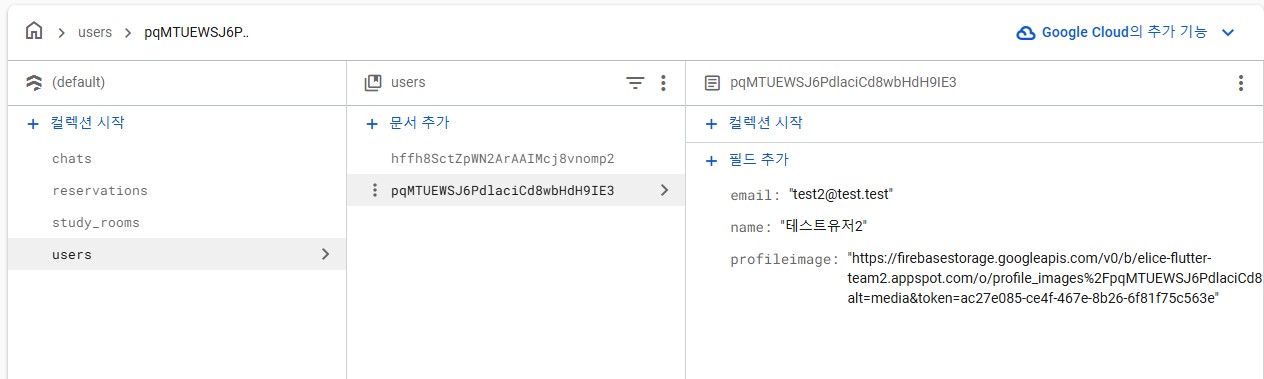 users
pqMTUEWSJ6P..
Google Cloud의 추가 기능
(default)
users
pqMTUEWSJ6PdlaciCd8wbHdH9IE3
+ 컬렉션 시작
+ 문서 추가
+ 컬렉션 시작
chats
reservations
study_rooms
users
hffh8SctZpWN2ArAAIMcj8vnomp2
pqMTUEWSJ6PdlaciCd8wbHdH9IE3
+ 필드 추가
email: "test2@test.test"
name: "테스트유저2"
profileimage: "https://firebasestorage.googleapis.com/v0/b/elice-flutter-
team2.appspot.com/o/profile_images%2FpqMTUEWSJ6PdlaciCd8
alt=media&token=ac27e085-ce4f-467e-8b26-6f81f75c563e"